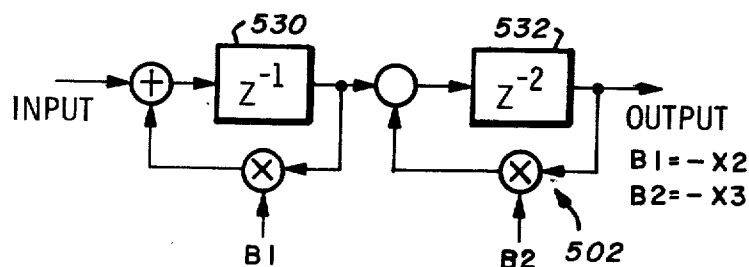 530
532
+
Z⁻¹
Z⁻²
INPUT
OUTPUT
×
×
B1=-X2
B2=-X3
B1
B2
502